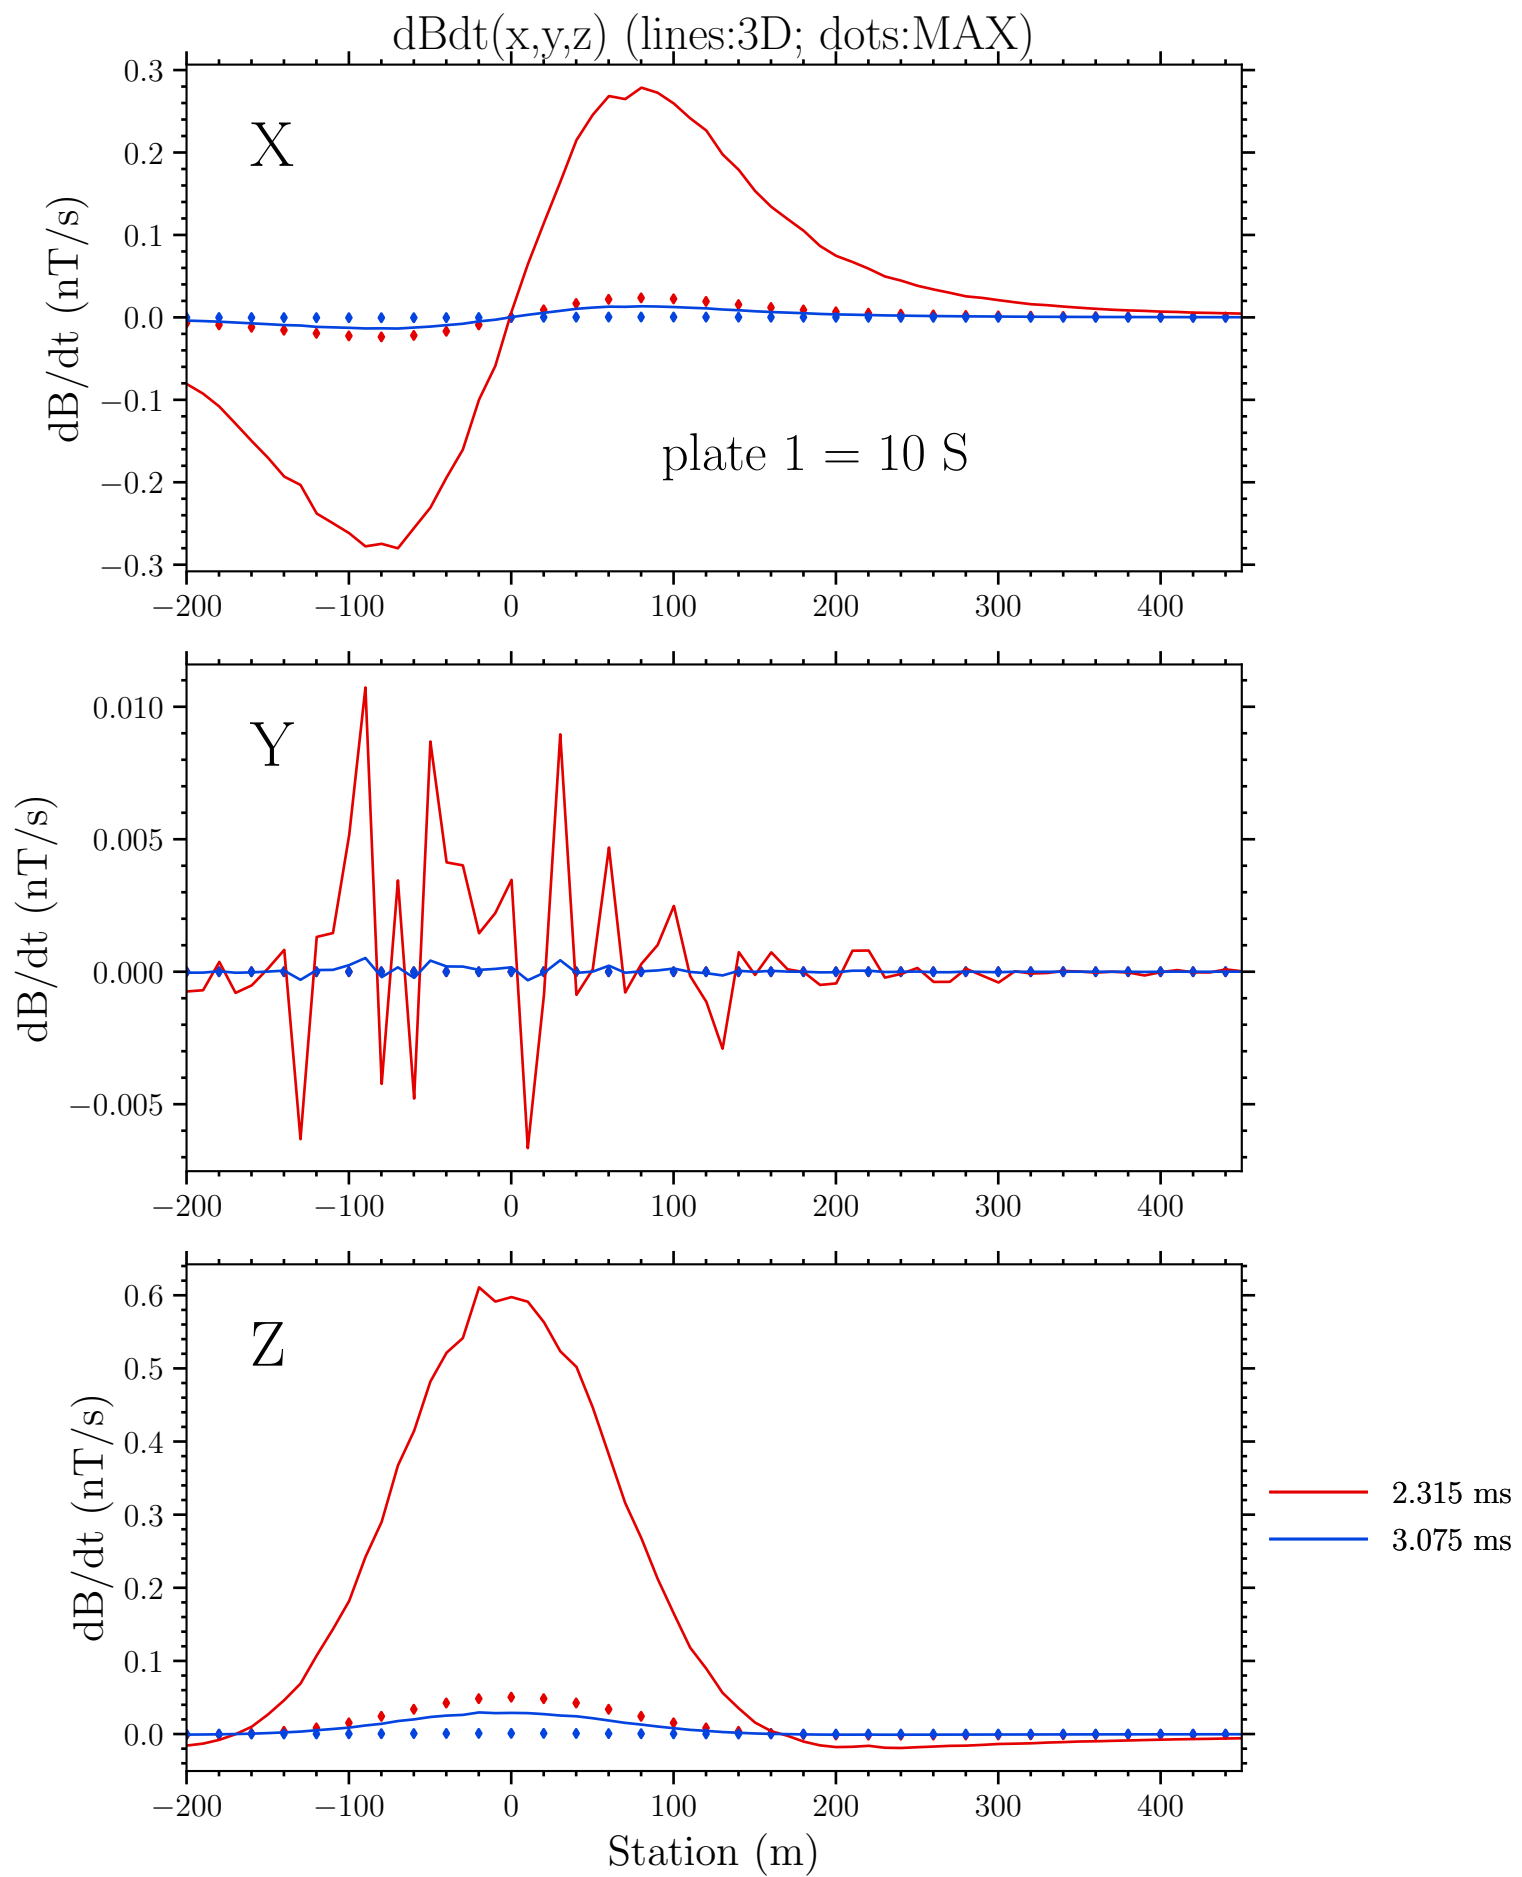 dBdt(x,y,z) (lines:3D; dots:MAX)
X
dB/dt (nT/s)
0.3
0.2
0.1
0.0
−0.1
−0.2
−0.3
plate 1 = 10 S
−200 −100 0 100 200 300 400
Y
dB/dt (nT/s)
0.010
0.005
0.000
−0.005
−200 −100 0 100 200 300 400
Z
dB/dt (nT/s)
0.6
0.5
0.4
0.3
0.2
0.1
0.0
−200 −100 0 100 200 300 400
Station (m)
2.315 ms
3.075 ms